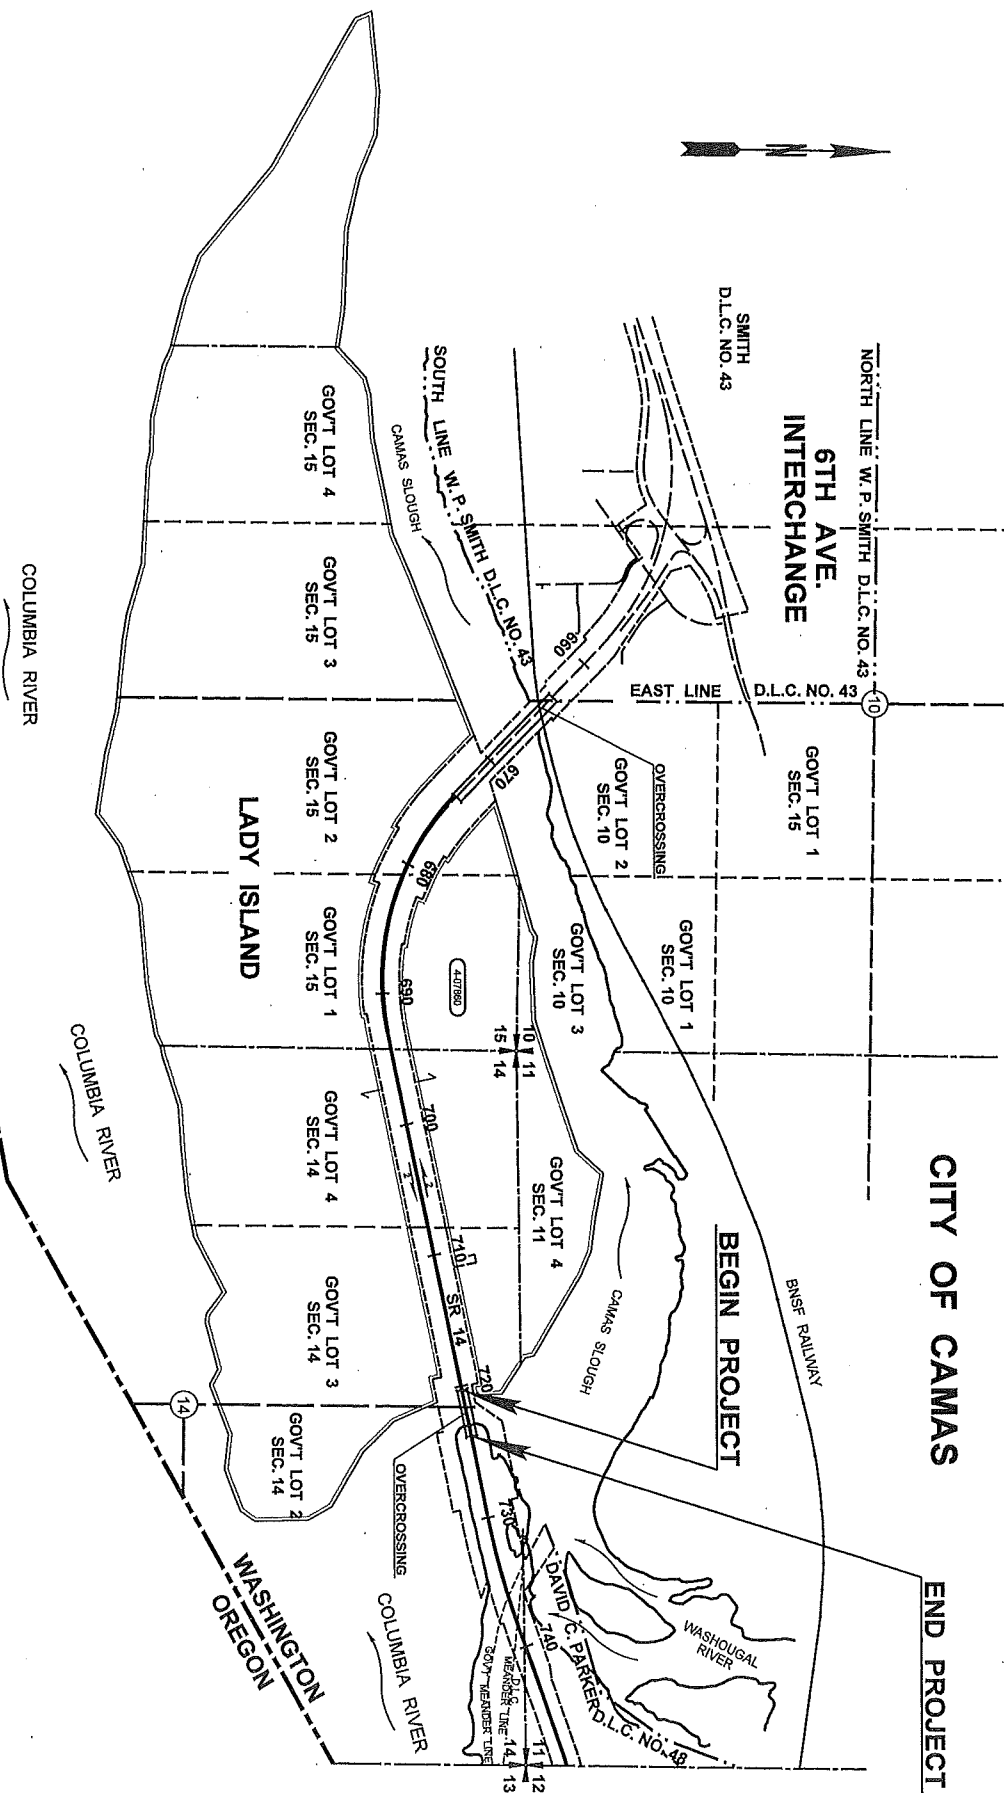 CITY OF CAMAS
BEGIN PROJECT
END PROJECT
BNSF RAILWAY
N
NORTH LINE W. P. SMITH D.L.C. NO. 43
10
SMITH
D.L.C. NO. 43
6TH AVE.
INTERCHANGE
EAST LINE D.L.C. NO. 43
GOV'T LOT 1
SEC. 15
OVERCROSSING
GOV'T LOT 2
SEC. 10
GOV'T LOT 1
SEC. 10
GOV'T LOT 3
SEC. 10
SOUTH LINE W. P. SMITH D.L.C. NO. 43
CAMAS SLOUGH
660
670
680
690
700
710
720
730
740
4-07860
10 11
15 14
GOV'T LOT 4
SEC. 11
CAMAS SLOUGH
2
2
SR 14
WASHOUGAL
RIVER
DAVID C. PARKER D.L.C. NO. 48
D.L.C.
MEANDER LINE
GOV'T MEANDER LINE
11 12
14 13
GOV'T LOT 4
SEC. 15
GOV'T LOT 3
SEC. 15
GOV'T LOT 2
SEC. 15
GOV'T LOT 1
SEC. 15
GOV'T LOT 4
SEC. 14
GOV'T LOT 3
SEC. 14
GOV'T LOT 2
SEC. 14
14
LADY ISLAND
OVERCROSSING
COLUMBIA RIVER
COLUMBIA RIVER
COLUMBIA RIVER
WASHINGTON
OREGON